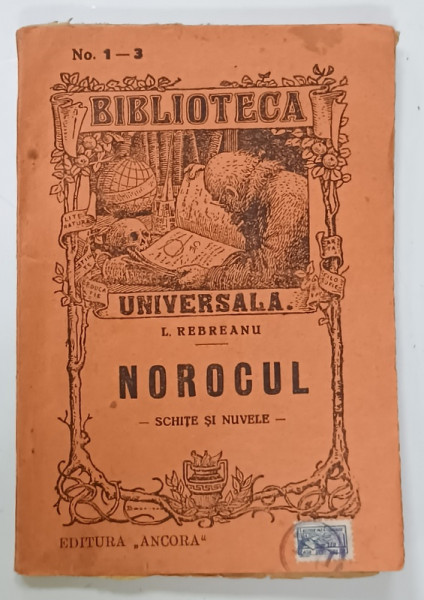 No. 1—3
BIBLIOTECA
UNIVERSALA.
L. REBREANU
NOROCUL
— SCHIȚE ȘI NUVELE —
EDITURA „ANCORA"